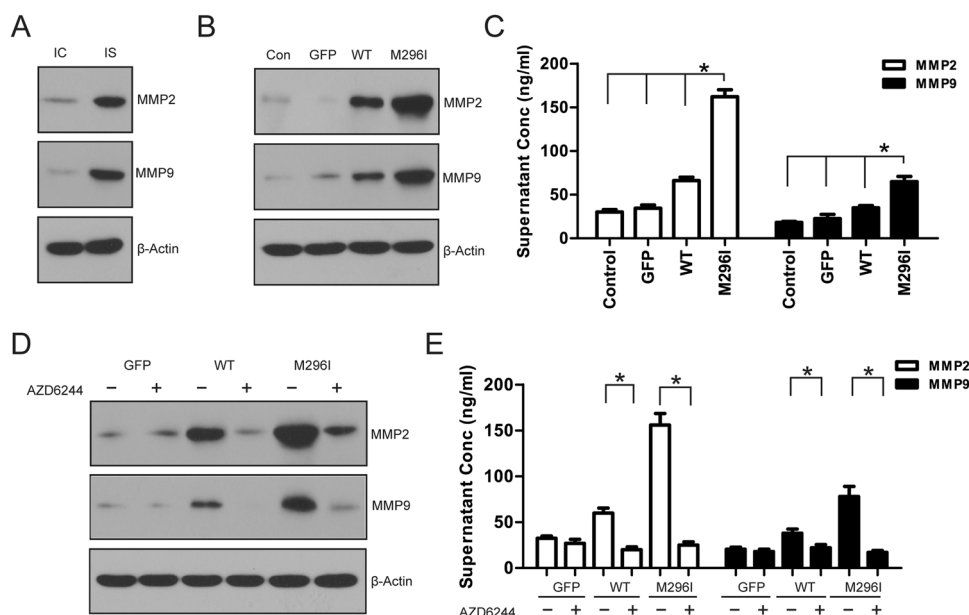 A
IC IS
MMP2
MMP9
β-Actin
B
Con GFP WT M296I
MMP2
MMP9
β-Actin
C
Supernatant Conc (ng/ml)
200
150
100
50
0
* *
MMP2
MMP9
Control GFP WT M296I Control GFP WT M296I
D
GFP WT M296I
AZD6244 − + − + − +
MMP2
MMP9
β-Actin
E
Supernatant Conc (ng/ml)
200
150
100
50
0
* * * *
MMP2
MMP9
GFP WT M296I GFP WT M296I
AZD6244 − + − + − + − + − + − +